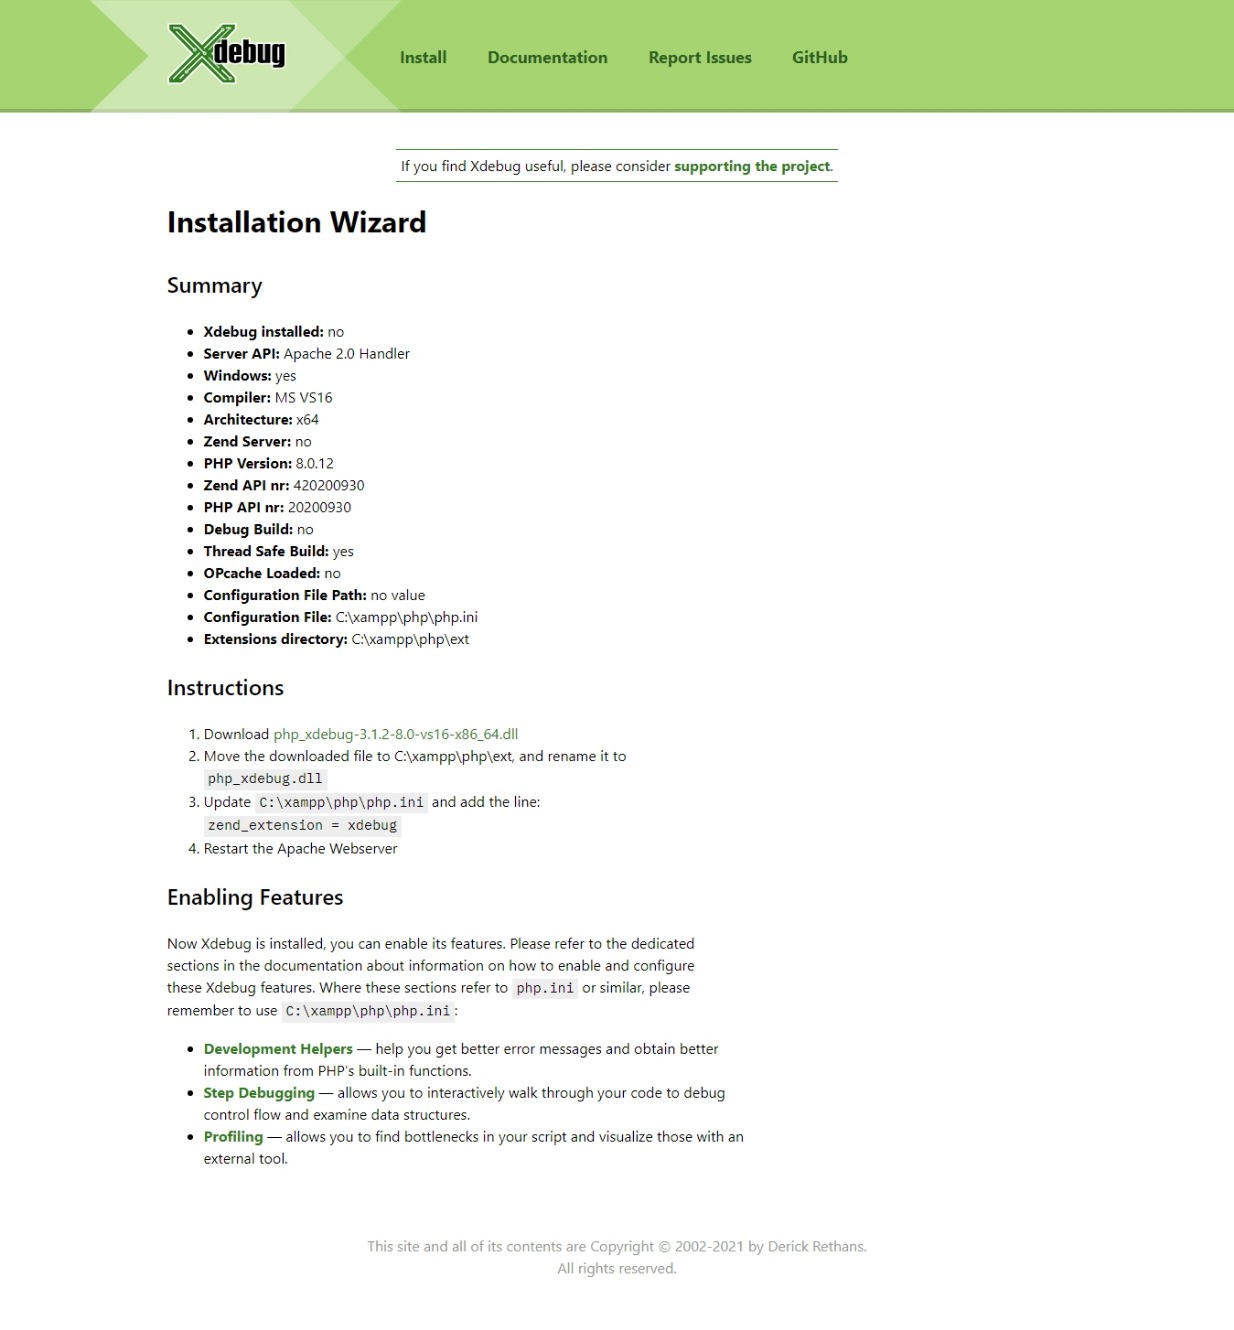 Xdebug
Install Documentation Report Issues GitHub
If you find Xdebug useful, please consider supporting the project.
Installation Wizard
Summary
Xdebug installed: no
Server API: Apache 2.0 Handler
Windows: yes
Compiler: MS VS16
Architecture: x64
Zend Server: no
PHP Version: 8.0.12
Zend API nr: 420200930
PHP API nr: 20200930
Debug Build: no
Thread Safe Build: yes
OPcache Loaded: no
Configuration File Path: no value
Configuration File: C:\xampp\php\php.ini
Extensions directory: C:\xampp\php\ext
Instructions
1. Download php_xdebug-3.1.2-8.0-vs16-x86_64.dll
2. Move the downloaded file to C:\xampp\php\ext, and rename it to
php_xdebug.dll
3. Update C:\xampp\php\php.ini and add the line:
zend_extension = xdebug
4. Restart the Apache Webserver
Enabling Features
Now Xdebug is installed, you can enable its features. Please refer to the dedicated
sections in the documentation about information on how to enable and configure
these Xdebug features. Where these sections refer to php.ini or similar, please
remember to use C:\xampp\php\php.ini:
Development Helpers — help you get better error messages and obtain better
information from PHP's built-in functions.
Step Debugging — allows you to interactively walk through your code to debug
control flow and examine data structures.
Profiling — allows you to find bottlenecks in your script and visualize those with an
external tool.
This site and all of its contents are Copyright © 2002-2021 by Derick Rethans.
All rights reserved.